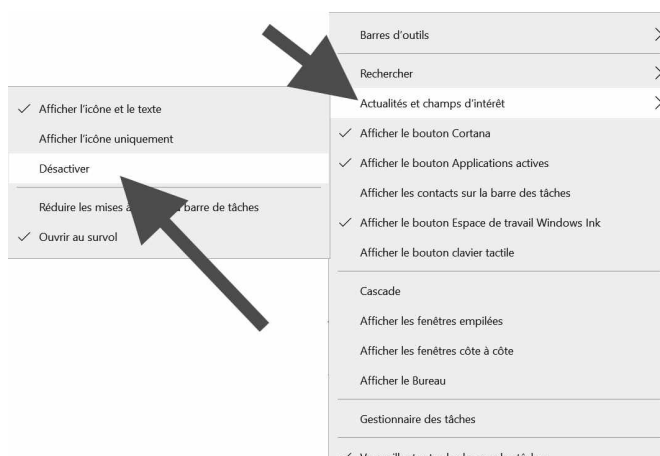 Barres d'outils
Rechercher
Actualités et champs d'intérêt
Afficher le bouton Cortana
Afficher le bouton Applications actives
Afficher les contacts sur la barre des tâches
Afficher le bouton Espace de travail Windows Ink
Afficher le bouton clavier tactile
Cascade
Afficher les fenêtres empilées
Afficher les fenêtres côte à côte
Afficher le Bureau
Gestionnaire des tâches
Afficher l'icône et le texte
Afficher l'icône uniquement
Désactiver
Réduire les mises barre de tâches
Ouvrir au survol